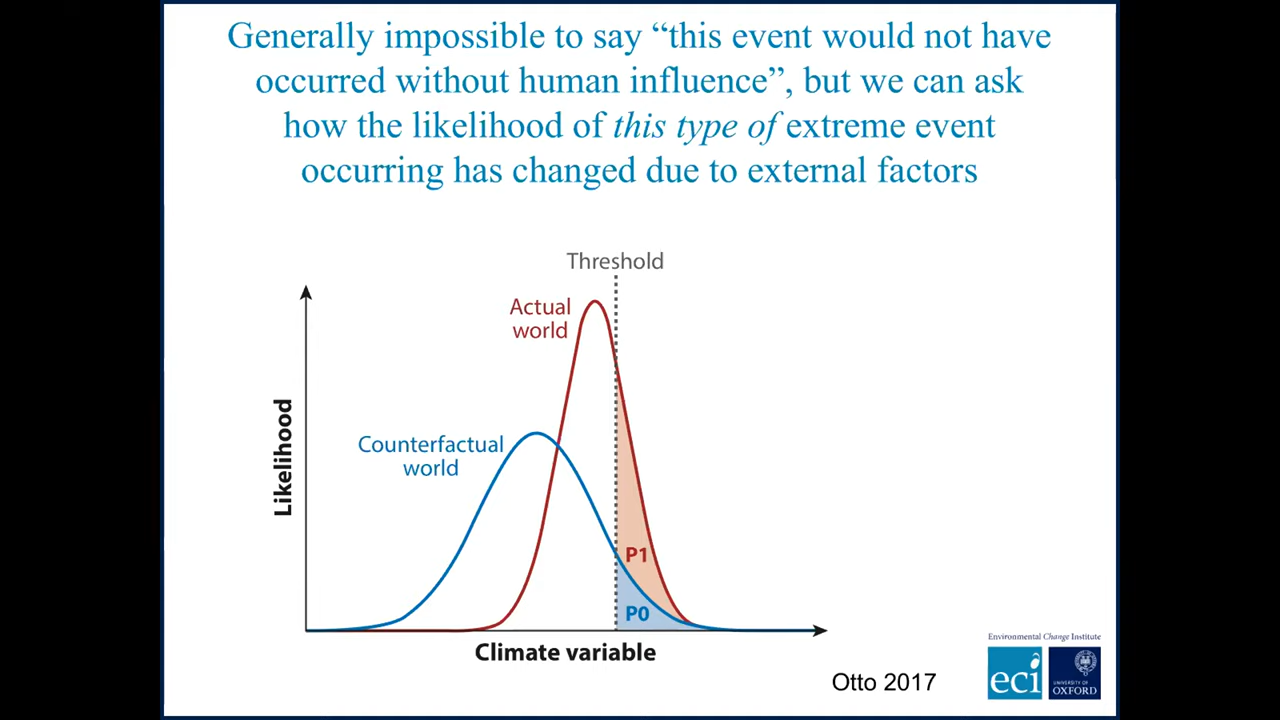 Generally impossible to say “this event would not have
occurred without human influence”, but we can ask
how the likelihood of this type of extreme event
occurring has changed due to external factors
Threshold
Actual
world
Counterfactual
world
Likelihood
P1
P0
Climate variable
Otto 2017
Environmental Change Institute
eci
UNIVERSITY OF
OXFORD